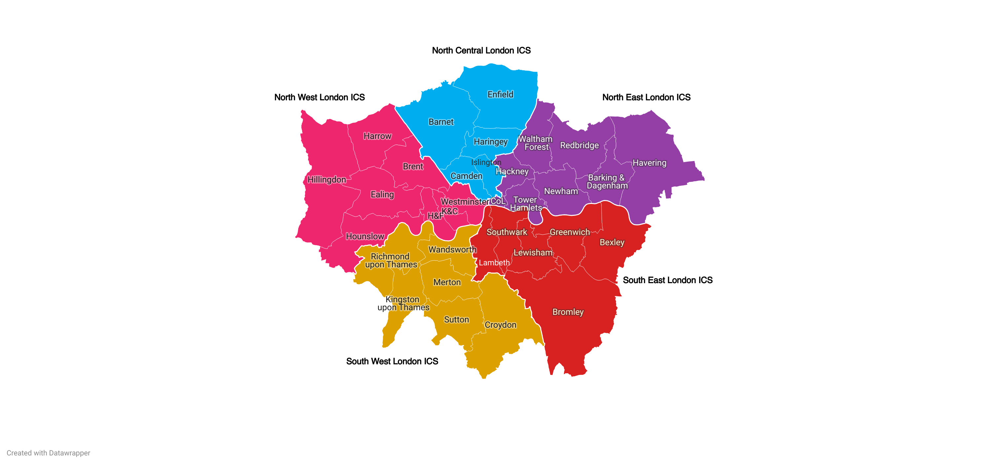 North Central London ICS
North West London ICS
North East London ICS
Enfield
Barnet
Harrow
Haringey
Waltham
Forest
Redbridge
Brent
Islington
Havering
Hackney
Camden
Hillingdon
Barking &
Dagenham
Ealing
Newham
Westminster
CoL
Tower
Hamlets
K&C
H&F
Hounslow
Southwark
Greenwich
Bexley
Wandsworth
Lewisham
Richmond
upon Thames
Lambeth
Merton
South East London ICS
Kingston
upon Thames
Bromley
Sutton
Croydon
South West London ICS
Created with Datawrapper